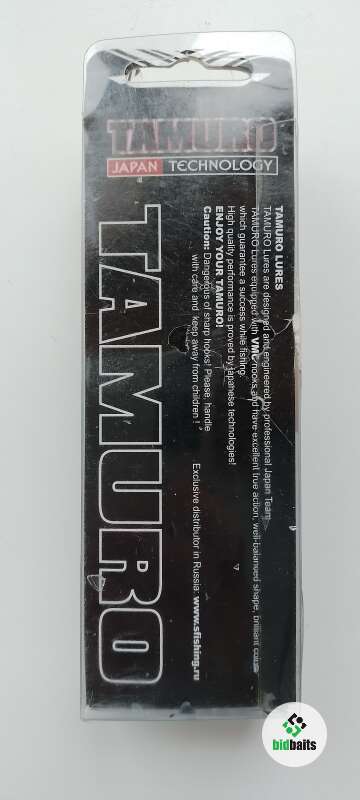 TAMURO
JAPAN TECHNOLOGY
TAMURO
TAMURO LURES
TAMURO Lures are designed and engineered by professional Japan Team
TAMURO Lures equipped with VMC hooks and have excellent true action, well-balanced shape, brilliant
which guarantee a success while fishing.
High quality performance is proved by japanese technologies!
ENJOY YOUR TAMURO!
Caution: Dangerous of sharp hooks! Please, handle
with care and keep away from children !
Exclusive distributor in Russia: www.sfishing.ru
bidbaits